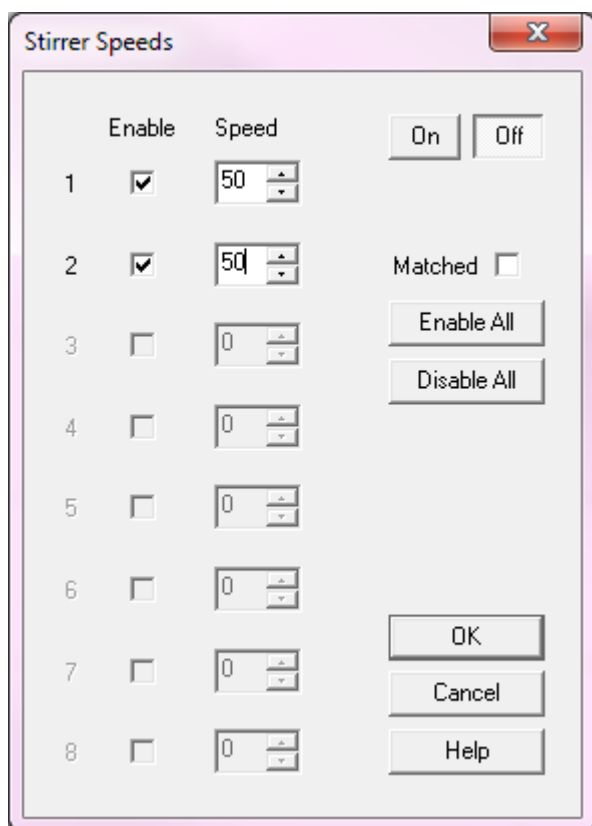 Stirrer Speeds
Enable Speed On Off
1 50
2 50 Matched
Enable All
3 0
Disable All
4 0
5 0
6 0
OK
7 0
Cancel
8 0 Help